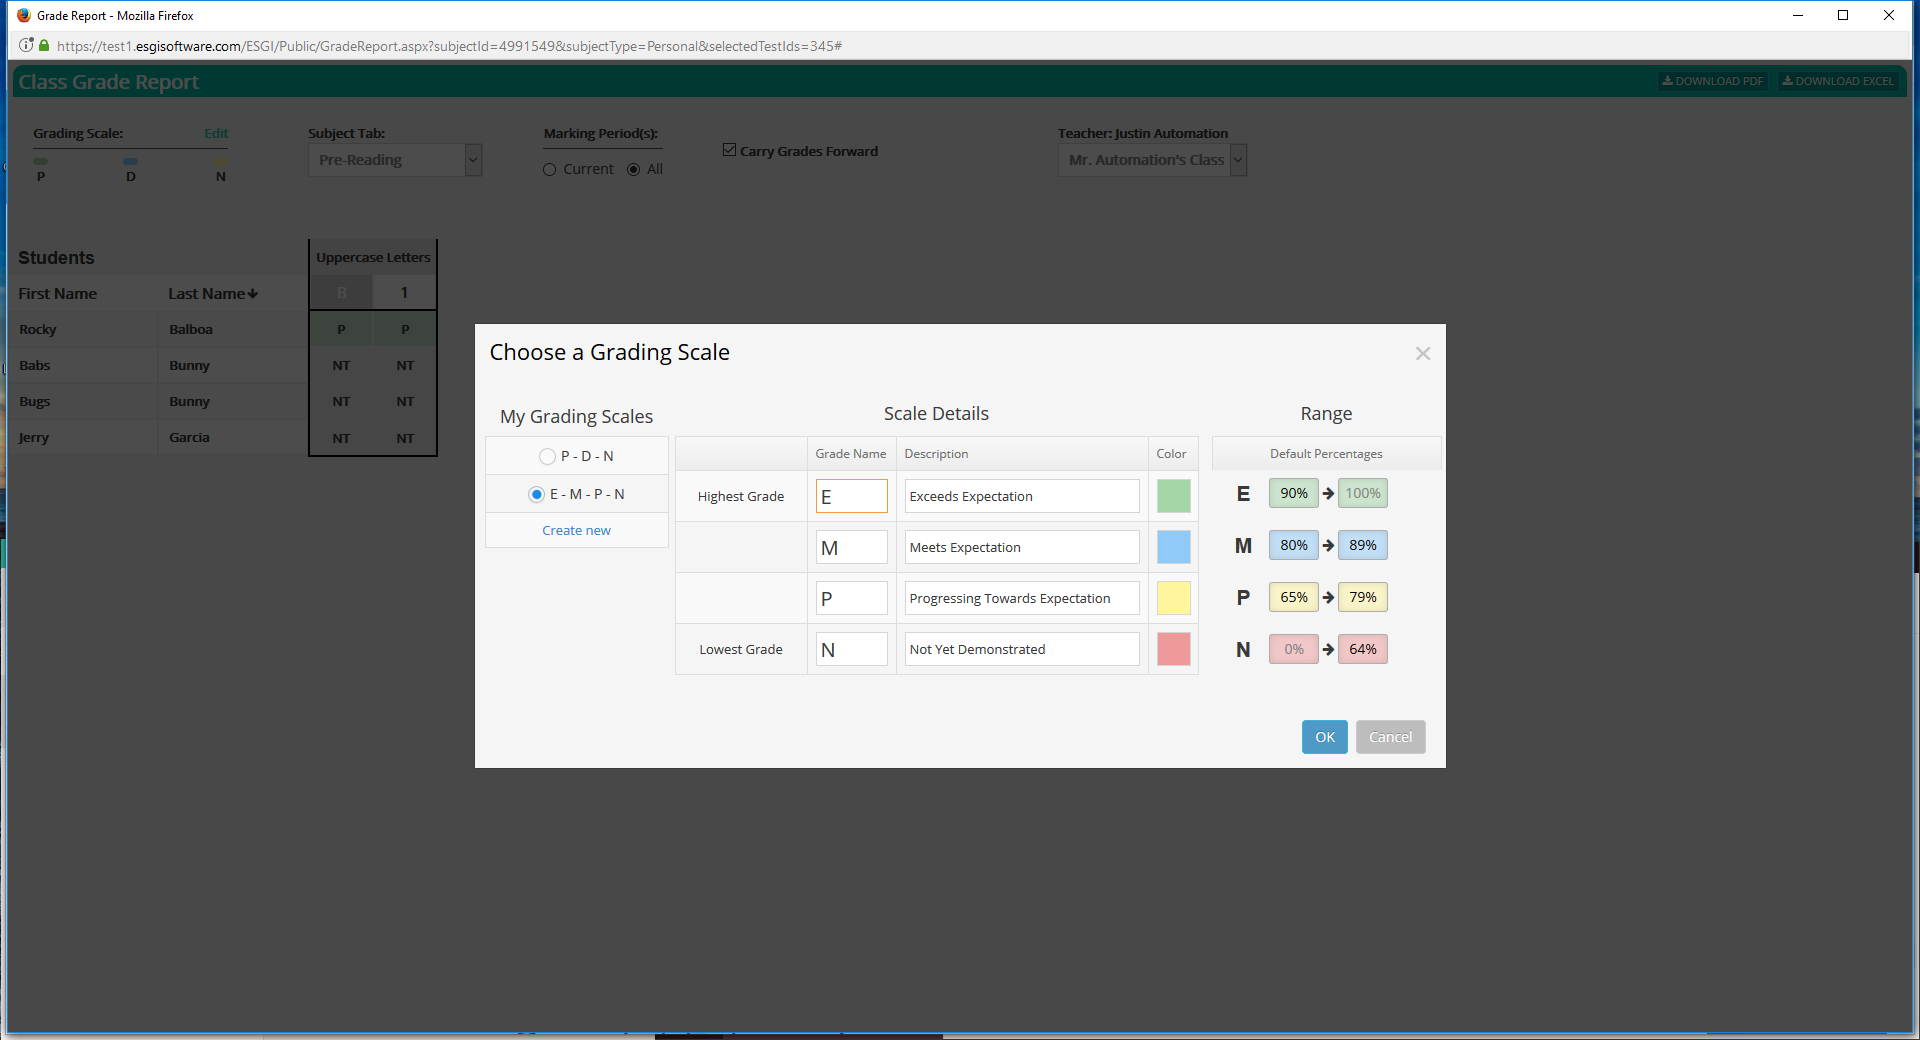 Grade Report - Mozilla Firefox
https://test1.esgisoftware.com/ESGI/Public/GradeReport.aspx?subjectId=4991549&subjectType=Personal&selectedTestIds=345#
Class Grade Report
DOWNLOAD PDF DOWNLOAD EXCEL
Grading Scale: Edit Subject Tab: Marking Period(s): Teacher: Justin Automation
Carry Grades Forward
Pre-Reading Current All Mr. Automation's Class
P D N
Students Uppercase Letters
First Name Last Name B 1
Rocky Balboa P P
Babs Bunny NT NT
Bugs Bunny NT NT
Jerry Garcia NT NT
Choose a Grading Scale
My Grading Scales Scale Details Range
P - D - N
E - M - P - N
Create new
Grade Name Description Color
Highest Grade E Exceeds Expectation
M Meets Expectation
P Progressing Towards Expectation
Lowest Grade N Not Yet Demonstrated
Default Percentages
E 90% 100%
M 80% 89%
P 65% 79%
N 0% 64%
OK Cancel